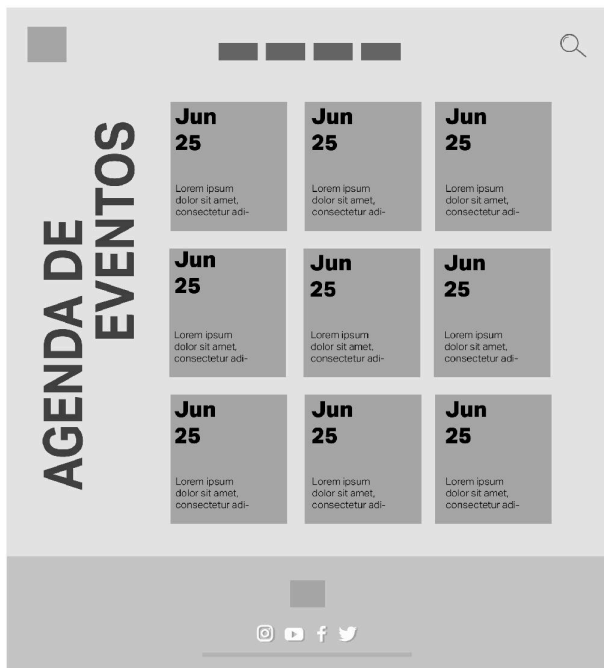 AGENDA DE
EVENTOS
Jun
25
Lorem ipsum
dolor sit amet,
consectetur adi-
Jun
25
Lorem ipsum
dolor sit amet,
consectetur adi-
Jun
25
Lorem ipsum
dolor sit amet,
consectetur adi-
Jun
25
Lorem ipsum
dolor sit amet,
consectetur adi-
Jun
25
Lorem ipsum
dolor sit amet,
consectetur adi-
Jun
25
Lorem ipsum
dolor sit amet,
consectetur adi-
Jun
25
Lorem ipsum
dolor sit amet,
consectetur adi-
Jun
25
Lorem ipsum
dolor sit amet,
consectetur adi-
Jun
25
Lorem ipsum
dolor sit amet,
consectetur adi-